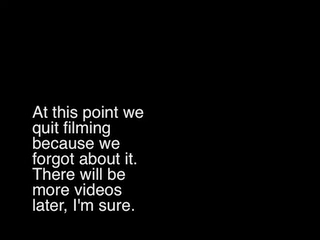 At this point we
quit filming
because we
forgot about it.
There will be
more videos
later, I'm sure.